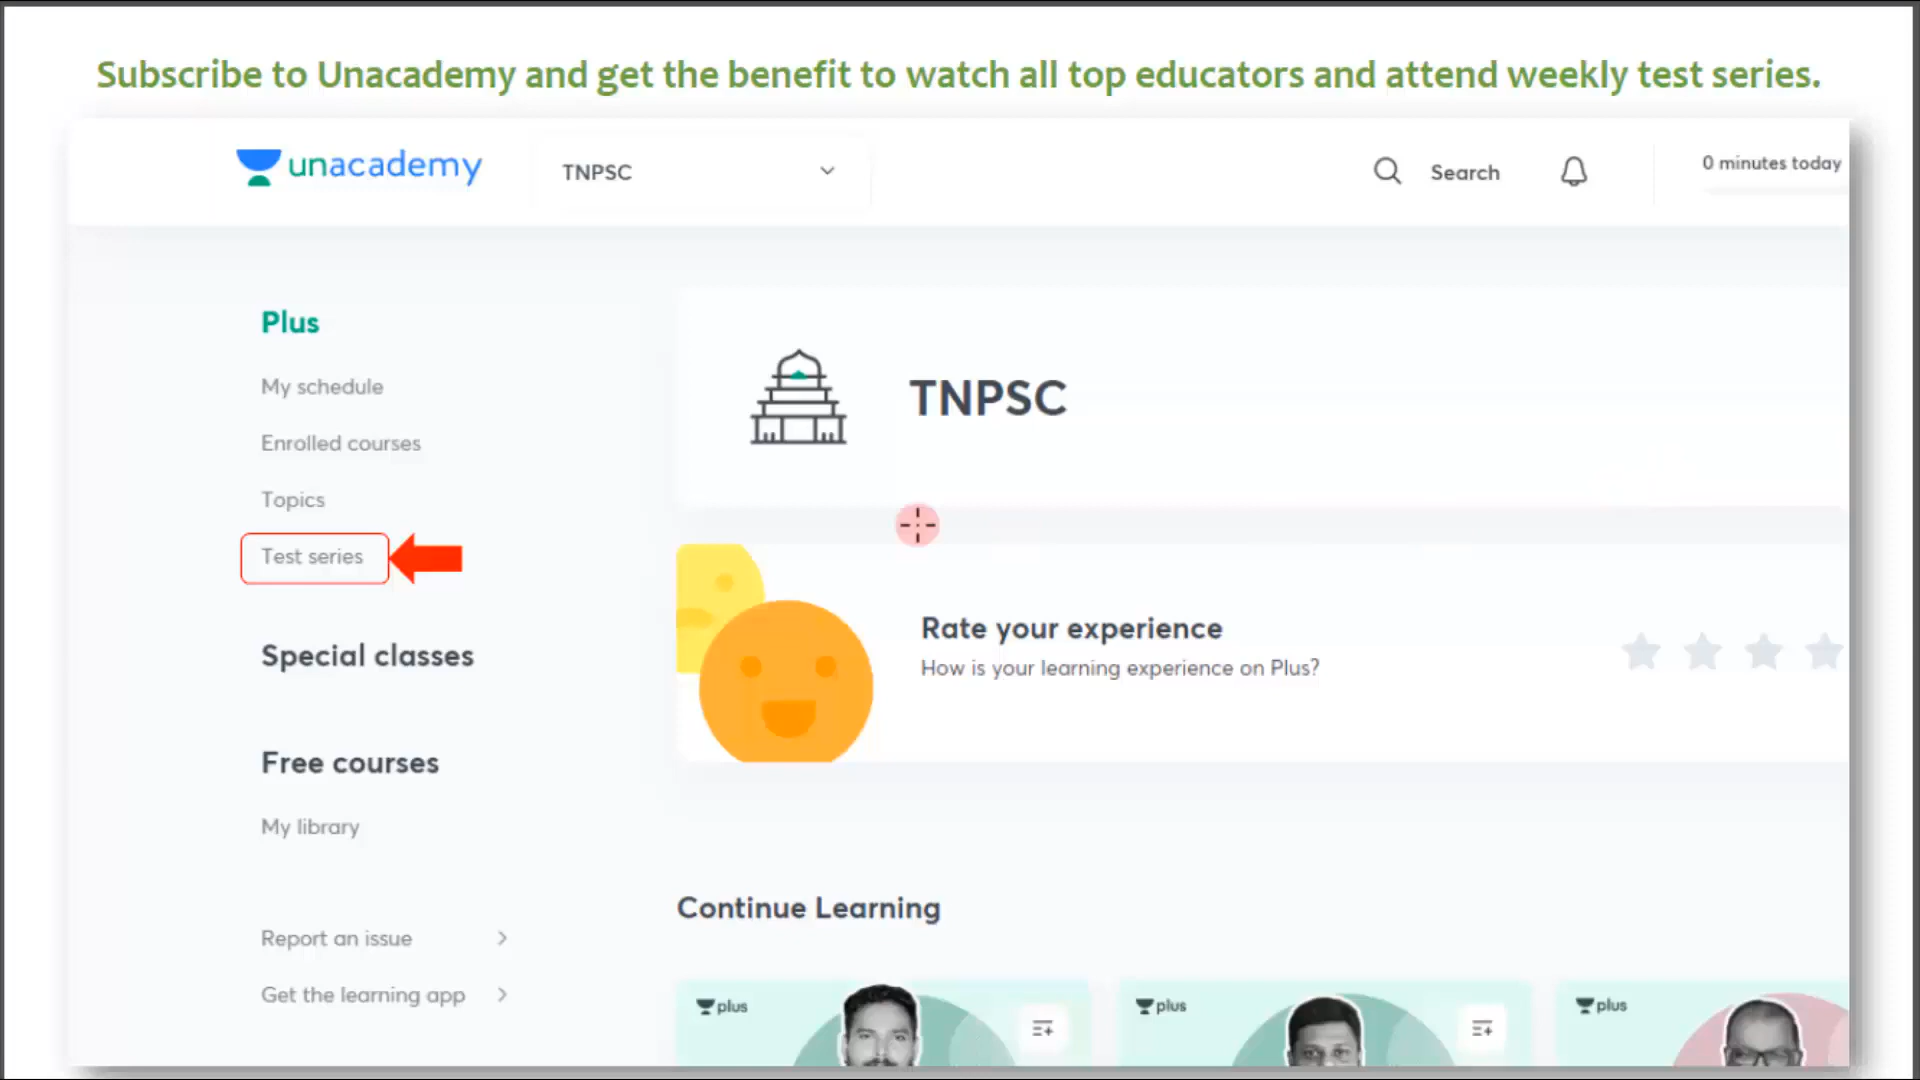 Subscribe to Unacademy and get the benefit to watch all top educators and attend weekly test series.
unacademy
TNPSC
Search
0 minutes today
Plus
My schedule
Enrolled courses
Topics
Test series
Special classes
Free courses
My library
Report an issue
Get the learning app
TNPSC
Rate your experience
How is your learning experience on Plus?
Continue Learning
plus
plus
plus